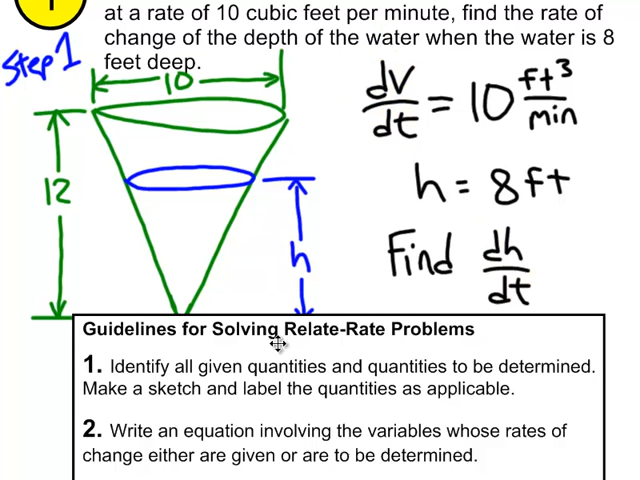 1
at a rate of 10 cubic feet per minute, find the rate of
change of the depth of the water when the water is 8
feet deep.
Step 1
10
12
h
dV/dt = 10 ft³/min
h = 8ft
Find dh/dt
Guidelines for Solving Relate-Rate Problems
1. Identify all given quantities and quantities to be determined.
Make a sketch and label the quantities as applicable.
2. Write an equation involving the variables whose rates of
change either are given or are to be determined.